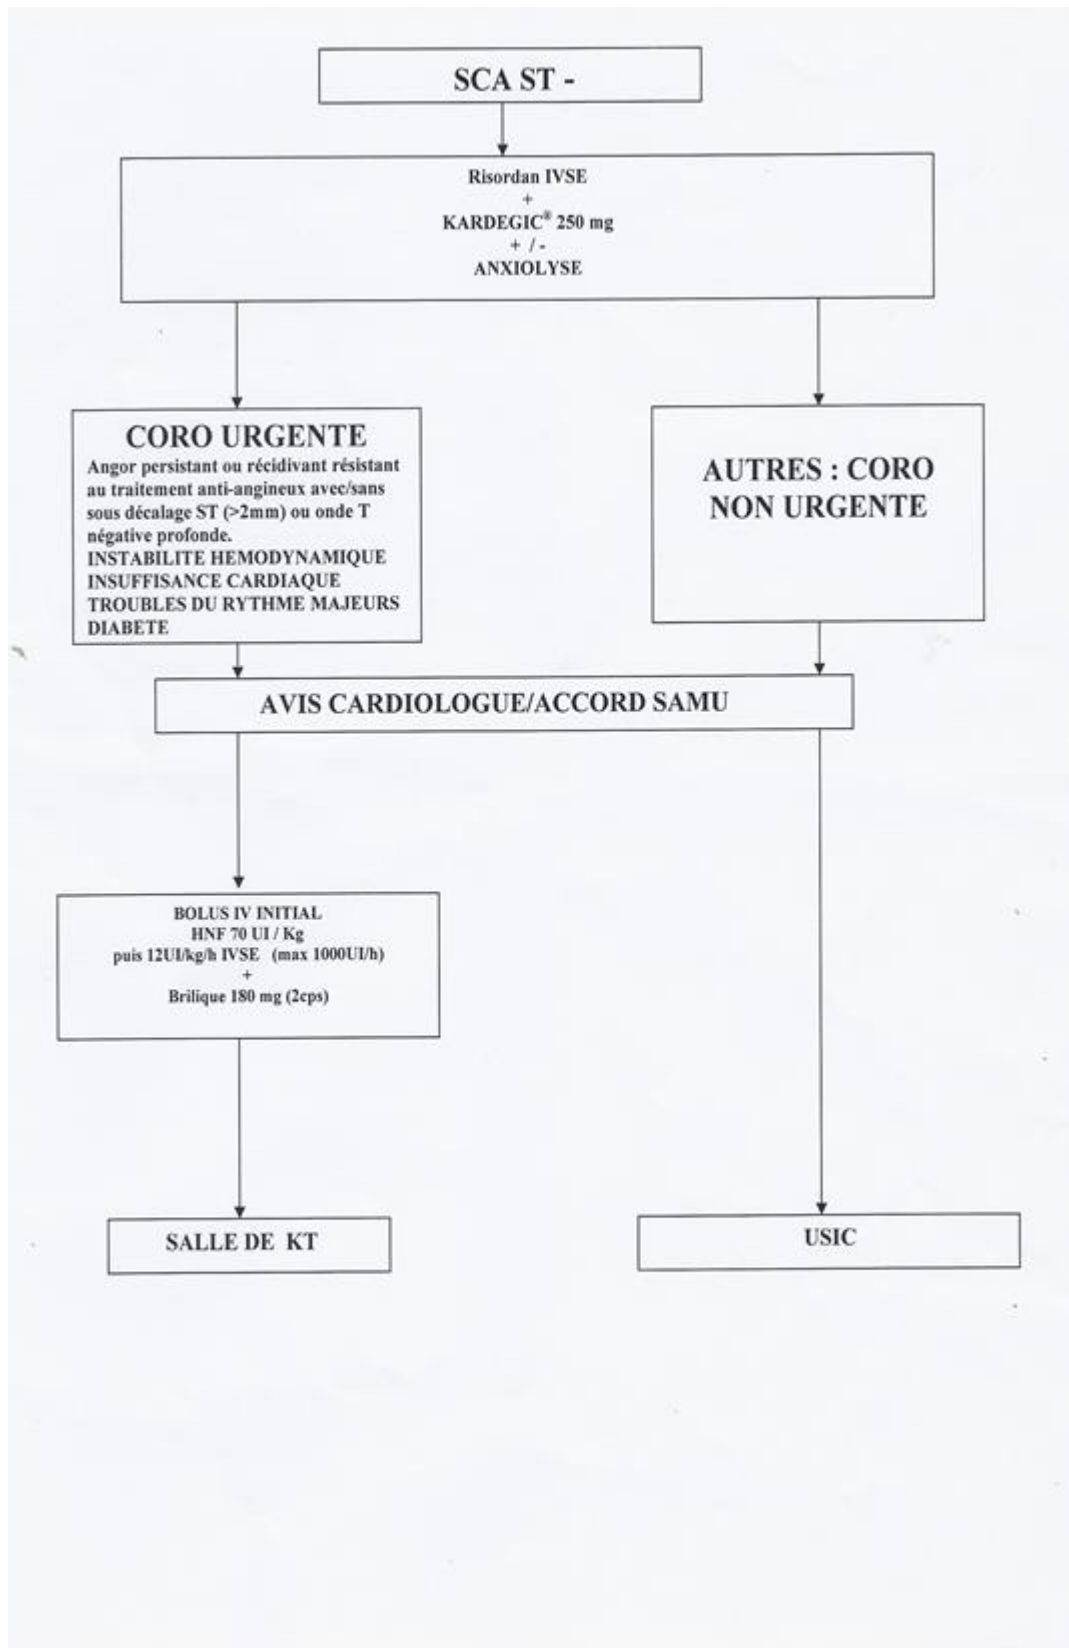 SCA ST -
Risordan IVSE
+
KARDEGIC® 250 mg
+ / -
ANXIOLYSE
CORO URGENTE
Angor persistant ou récidivant résistant
au traitement anti-angineux avec/sans
sous décalage ST (>2mm) ou onde T
négative profonde.
INSTABILITE HEMODYNAMIQUE
INSUFFISANCE CARDIAQUE
TROUBLES DU RYTHME MAJEURS
DIABETE
AUTRES : CORO
NON URGENTE
AVIS CARDIOLOGUE/ACCORD SAMU
BOLUS IV INITIAL
HNF 70 UI / Kg
puis 12UI/kg/h IVSE (max 1000UI/h)
+
Brilique 180 mg (2cps)
SALLE DE KT
USIC